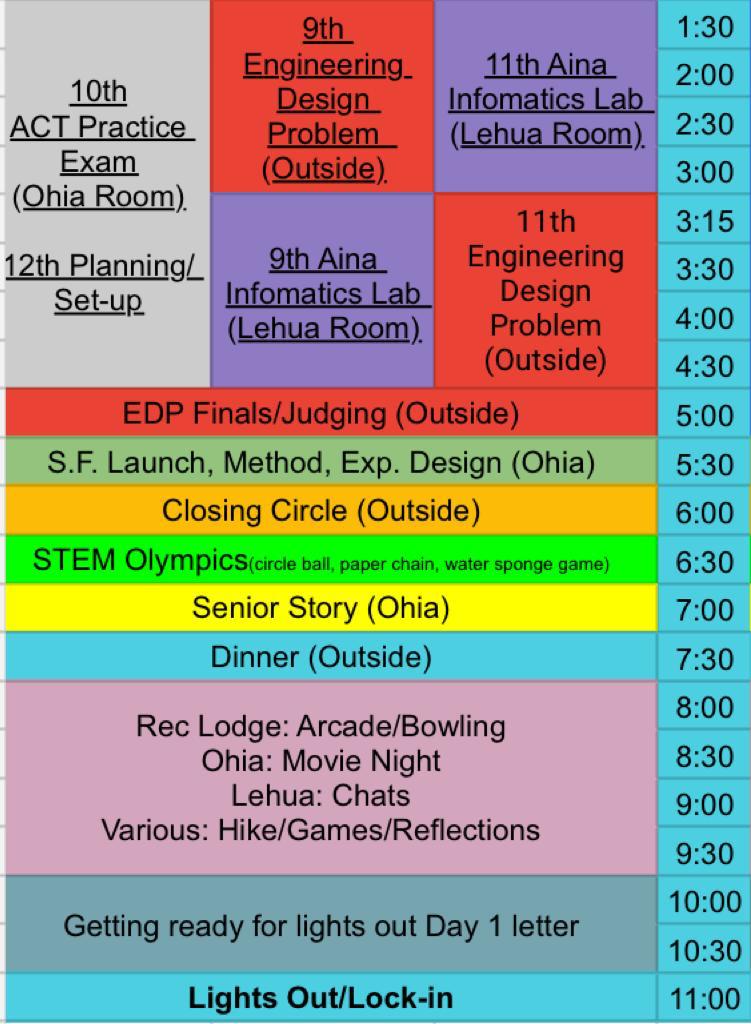 10th
ACT Practice
Exam
(Ohia Room)
12th Planning/
Set-up
9th
Engineering
Design
Problem
(Outside)
11th Aina
Infomatics Lab
(Lehua Room)
1:30
2:00
2:30
3:00
9th Aina
Infomatics Lab
(Lehua Room)
11th
Engineering
Design
Problem
(Outside)
3:15
3:30
4:00
4:30
EDP Finals/Judging (Outside) 5:00
S.F. Launch, Method, Exp. Design (Ohia) 5:30
Closing Circle (Outside) 6:00
STEM Olympics(circle ball, paper chain, water sponge game) 6:30
Senior Story (Ohia) 7:00
Dinner (Outside) 7:30
Rec Lodge: Arcade/Bowling
Ohia: Movie Night
Lehua: Chats
Various: Hike/Games/Reflections
8:00
8:30
9:00
9:30
Getting ready for lights out Day 1 letter
10:00
10:30
Lights Out/Lock-in 11:00